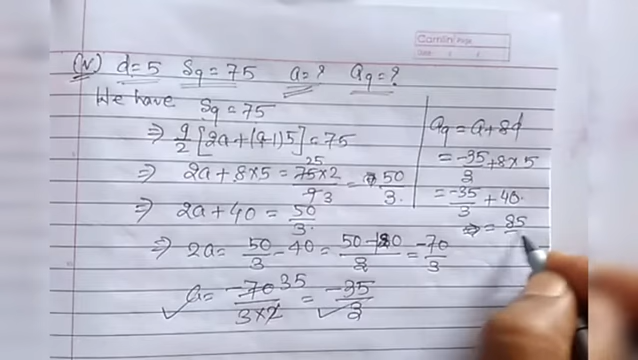 Camlin Page
Date / /
(iv) d=5 S₉=75 a=? a₉=?
We have S₉=75
⇒ 9/2 [2a+(9-1)5]=75
⇒ 2a+8×5 = 75×2/9 = 50/3
⇒ 2a+40 = 50/3
⇒ 2a = 50/3 - 40 = 50-120/3 = -70/3
a = -70/3×2 = -35/3
a₉ = a+8d
= -35/3 + 8×5
= -35/3 + 40
⇒ = 85